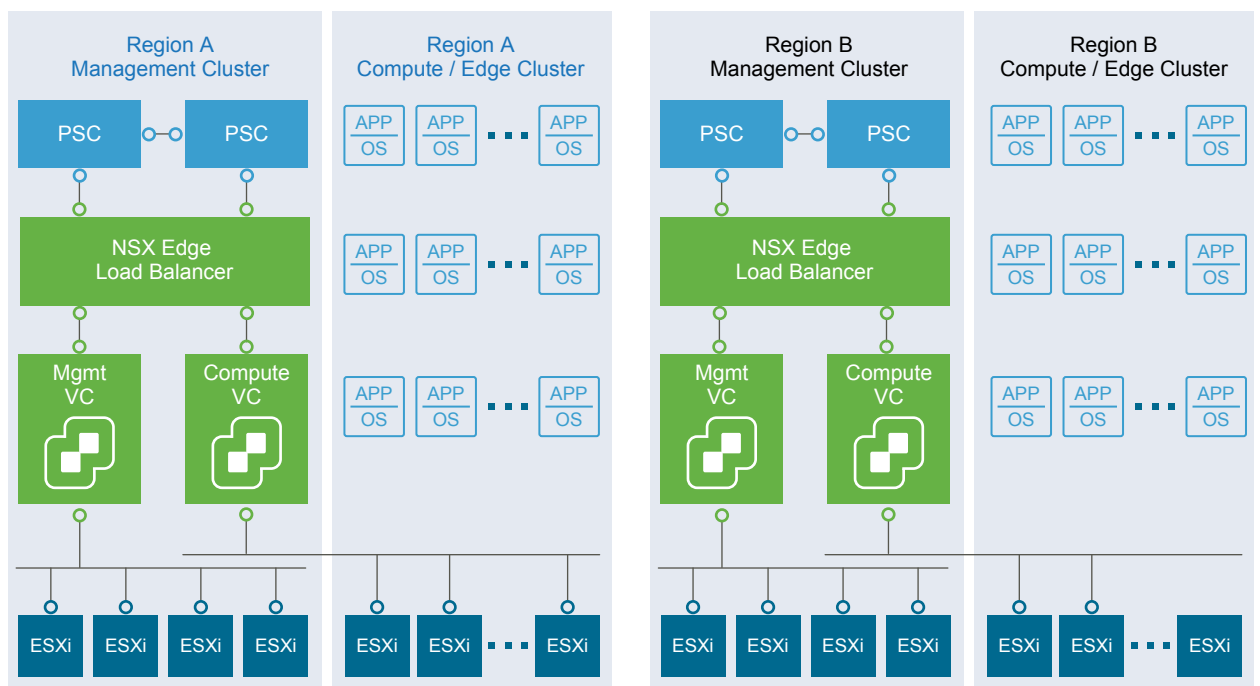 Region A
Management Cluster
Region A
Compute / Edge Cluster
Region B
Management Cluster
Region B
Compute / Edge Cluster
PSC
PSC
APP
OS
APP
OS
APP
OS
PSC
PSC
APP
OS
APP
OS
APP
OS
NSX Edge
Load Balancer
APP
OS
APP
OS
APP
OS
NSX Edge
Load Balancer
APP
OS
APP
OS
APP
OS
Mgmt
VC
Compute
VC
APP
OS
APP
OS
APP
OS
Mgmt
VC
Compute
VC
APP
OS
APP
OS
APP
OS
ESXi
ESXi
ESXi
ESXi
ESXi
ESXi
ESXi
ESXi
ESXi
ESXi
ESXi
ESXi
ESXi
ESXi